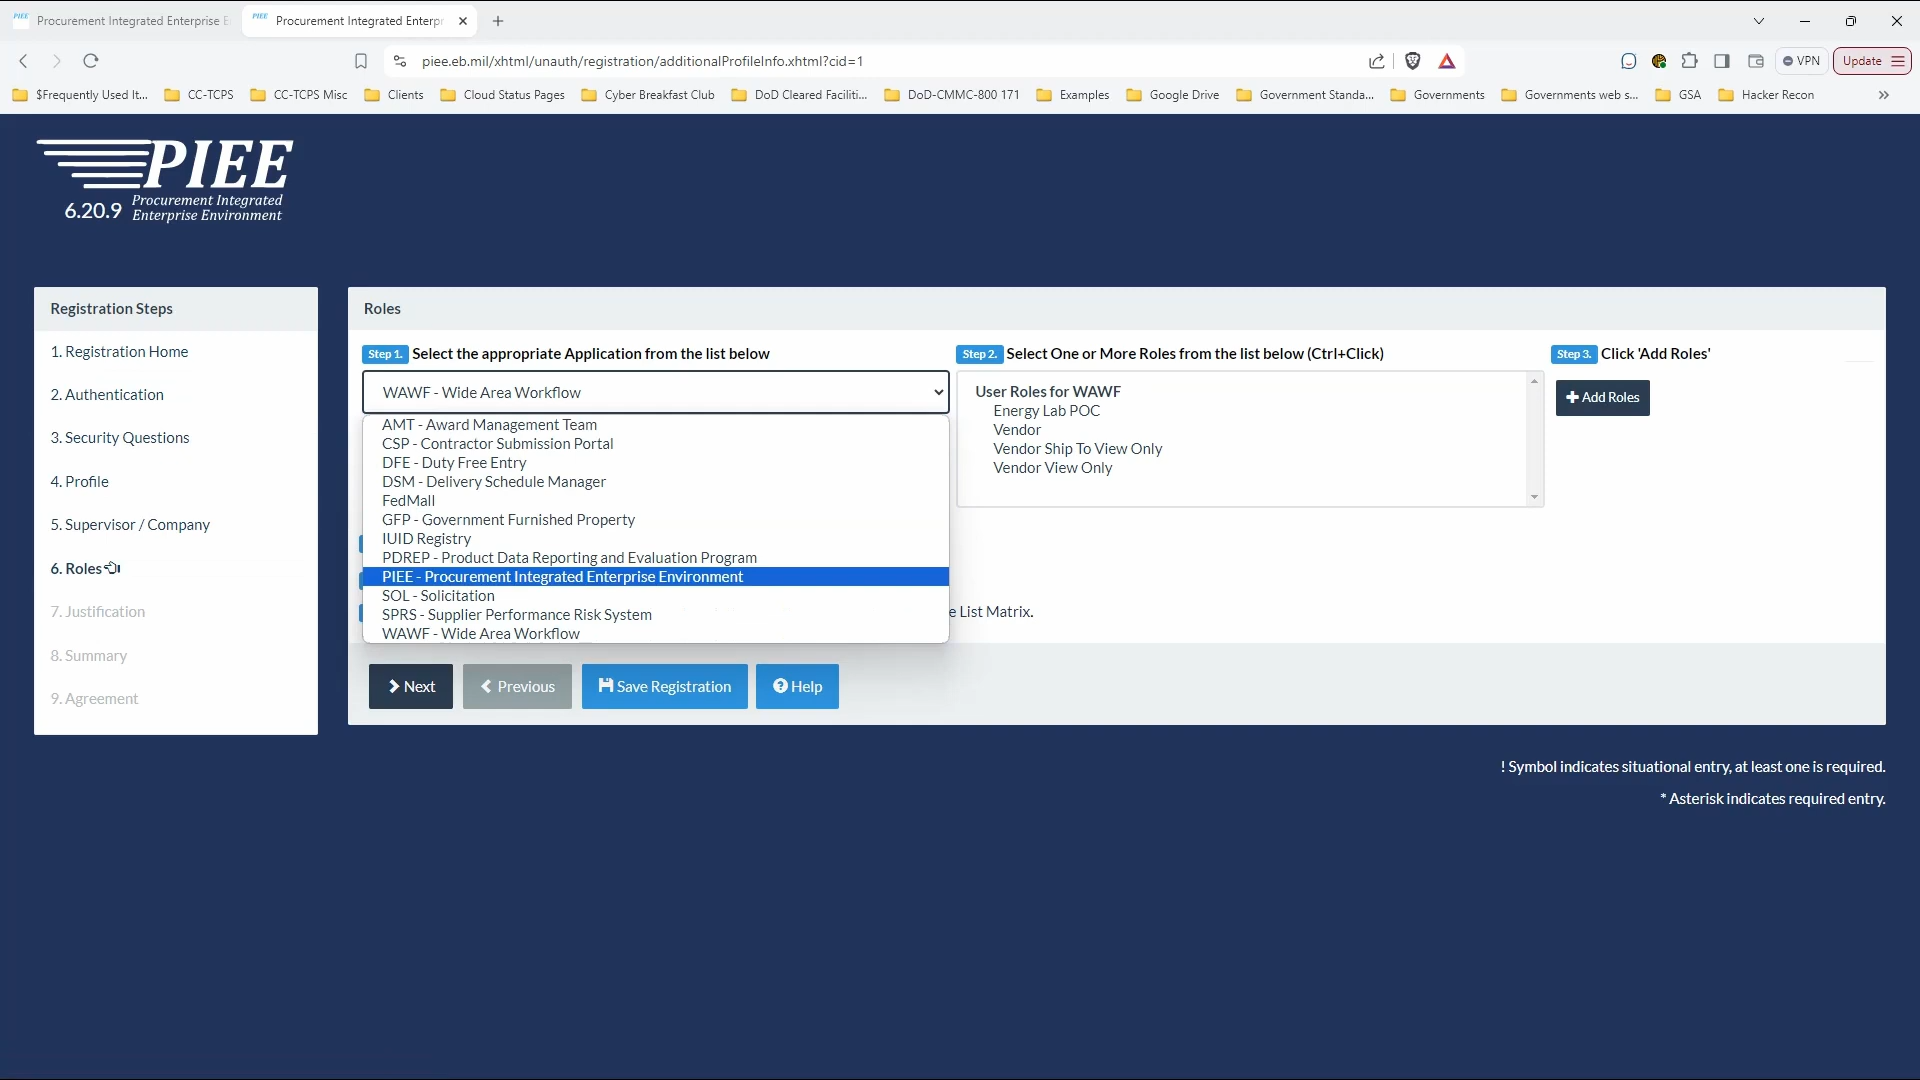 PIEE Procurement Integrated Enterprise E
PIEE Procurement Integrated Enterpr
piee.eb.mil/xhtml/unauth/registration/additionalProfileInfo.xhtml?cid=1
VPN
Update
$Frequently Used It...
CC-TCPS
CC-TCPS Misc
Clients
Cloud Status Pages
Cyber Breakfast Club
DoD Cleared Faciliti...
DoD-CMMC-800 171
Examples
Google Drive
Government Standa...
Governments
Governments web s...
GSA
Hacker Recon
»
PIEE
6.20.9 Procurement Integrated
Enterprise Environment
Registration Steps
1. Registration Home
2. Authentication
3. Security Questions
4. Profile
5. Supervisor / Company
6. Roles
7. Justification
8. Summary
9. Agreement
Roles
Step 1. Select the appropriate Application from the list below
WAWF - Wide Area Workflow
AMT - Award Management Team
CSP - Contractor Submission Portal
DFE - Duty Free Entry
DSM - Delivery Schedule Manager
FedMall
GFP - Government Furnished Property
IUID Registry
PDREP - Product Data Reporting and Evaluation Program
PIEE - Procurement Integrated Enterprise Environment
SOL - Solicitation
SPRS - Supplier Performance Risk System
WAWF - Wide Area Workflow
Step 2. Select One or More Roles from the list below (Ctrl+Click)
User Roles for WAWF
Energy Lab POC
Vendor
Vendor Ship To View Only
Vendor View Only
Step 3. Click 'Add Roles'
+ Add Roles
e List Matrix.
Next
Previous
Save Registration
? Help
! Symbol indicates situational entry, at least one is required.
* Asterisk indicates required entry.